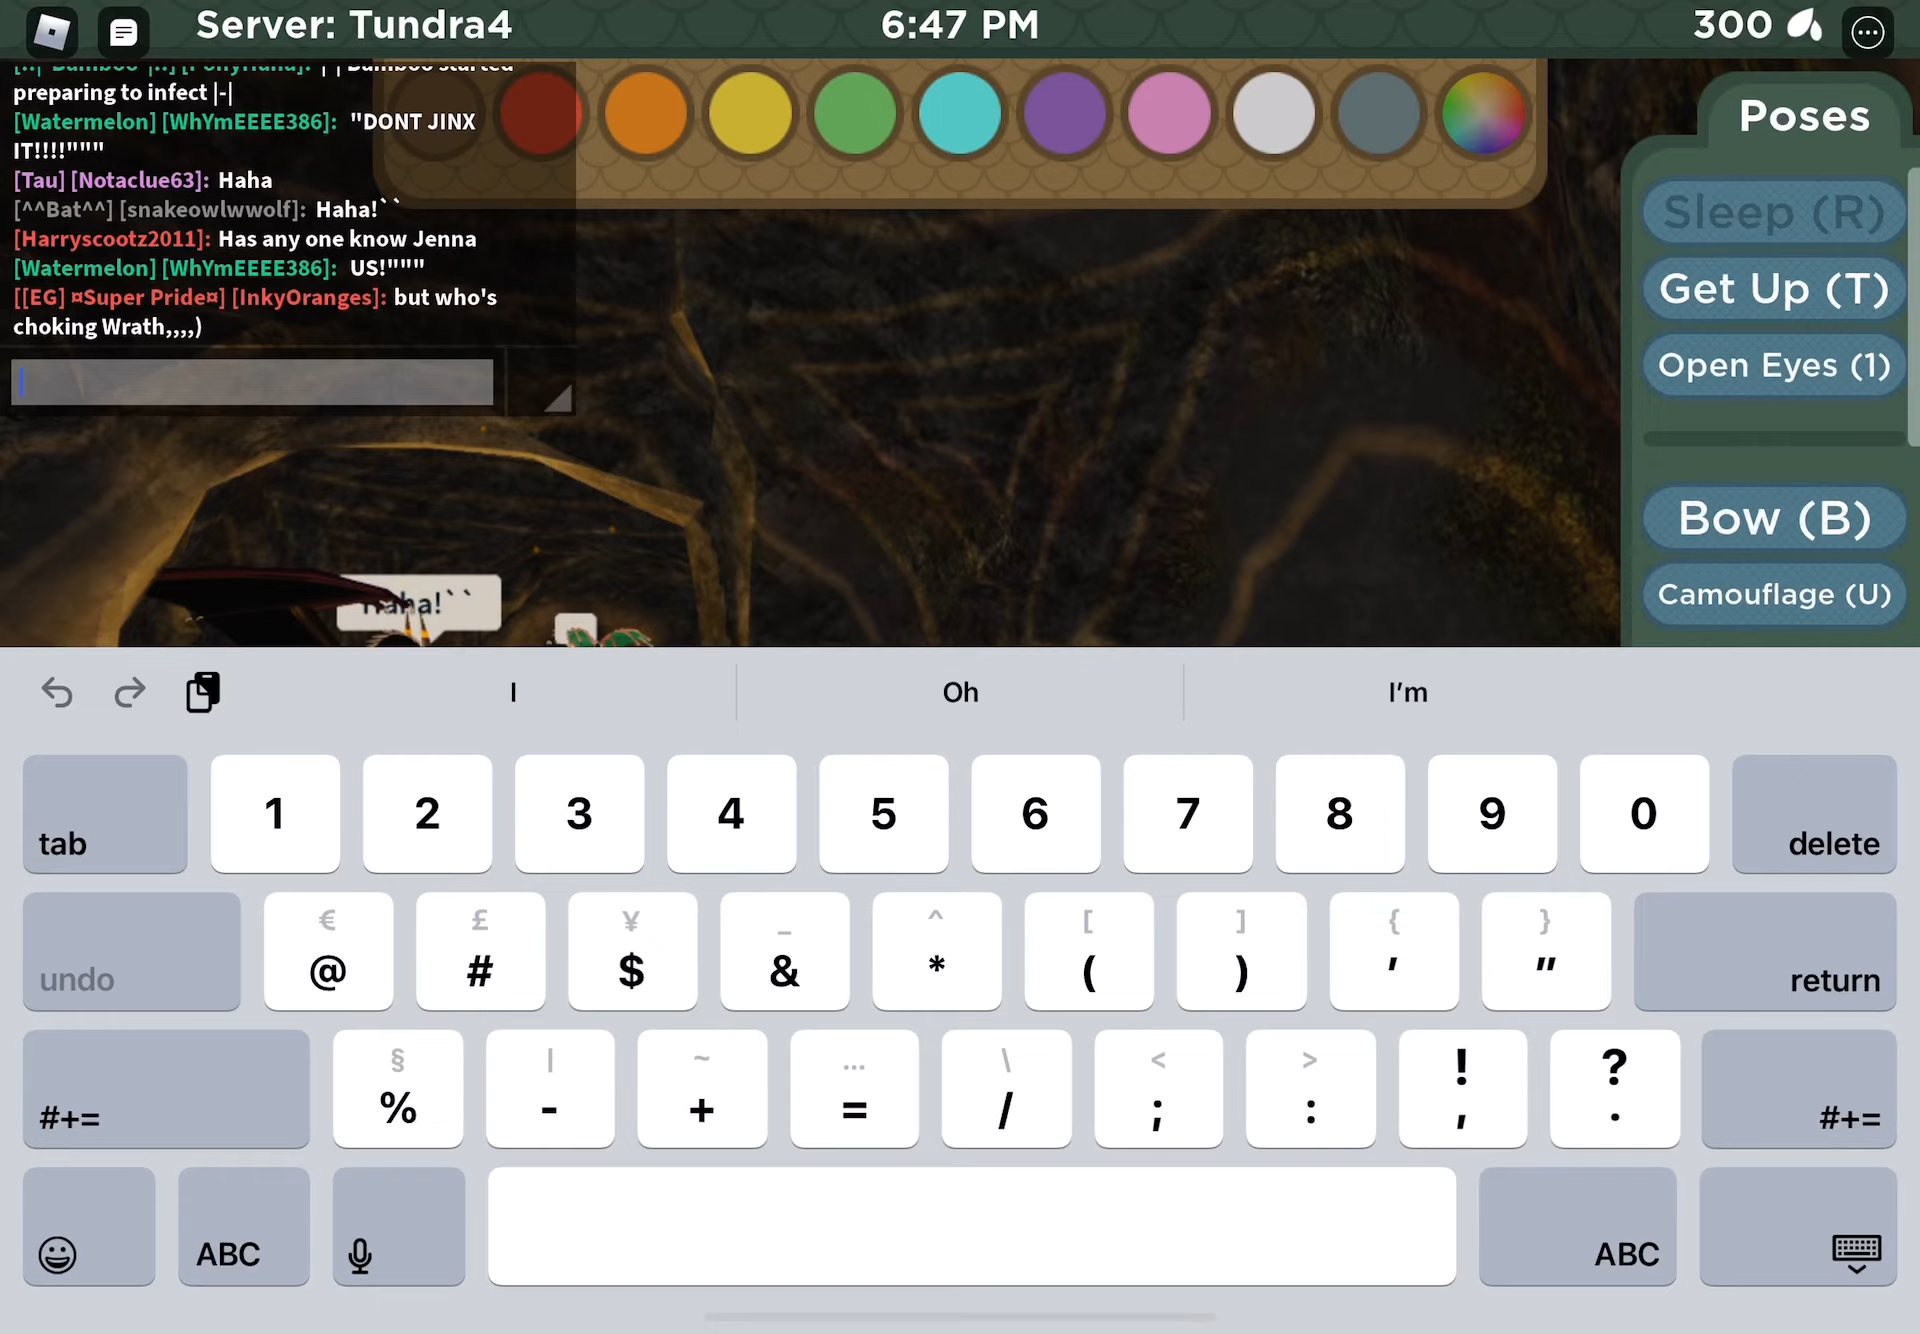 Server: Tundra4
6:47 PM
300
preparing to infect |-|
[Watermelon] [WhYmEEEE386]: "DONT JINX
IT!!!!"""
[Tau] [Notaclue63]: Haha
[^^Bat^^] [snakeowlwwolf]: Haha!``
[Harryscootz2011]: Has any one know Jenna
[Watermelon] [WhYmEEEE386]: US!"""
[[EG] ¤Super Pride¤] [InkyOranges]: but who's
choking Wrath,,,,)
Poses
Sleep (R)
Get Up (T)
Open Eyes (1)
Bow (B)
Camouflage (U)
Haha!``
I Oh I'm
tab 1 2 3 4 5 6 7 8 9 0 delete
€ £ ¥ _ ^ [ ] { }
undo @ # $ & * ( ) ' " return
§ | ~ … \ < > ! ?
#+= % - + = / ; : , . #+=
ABC ABC